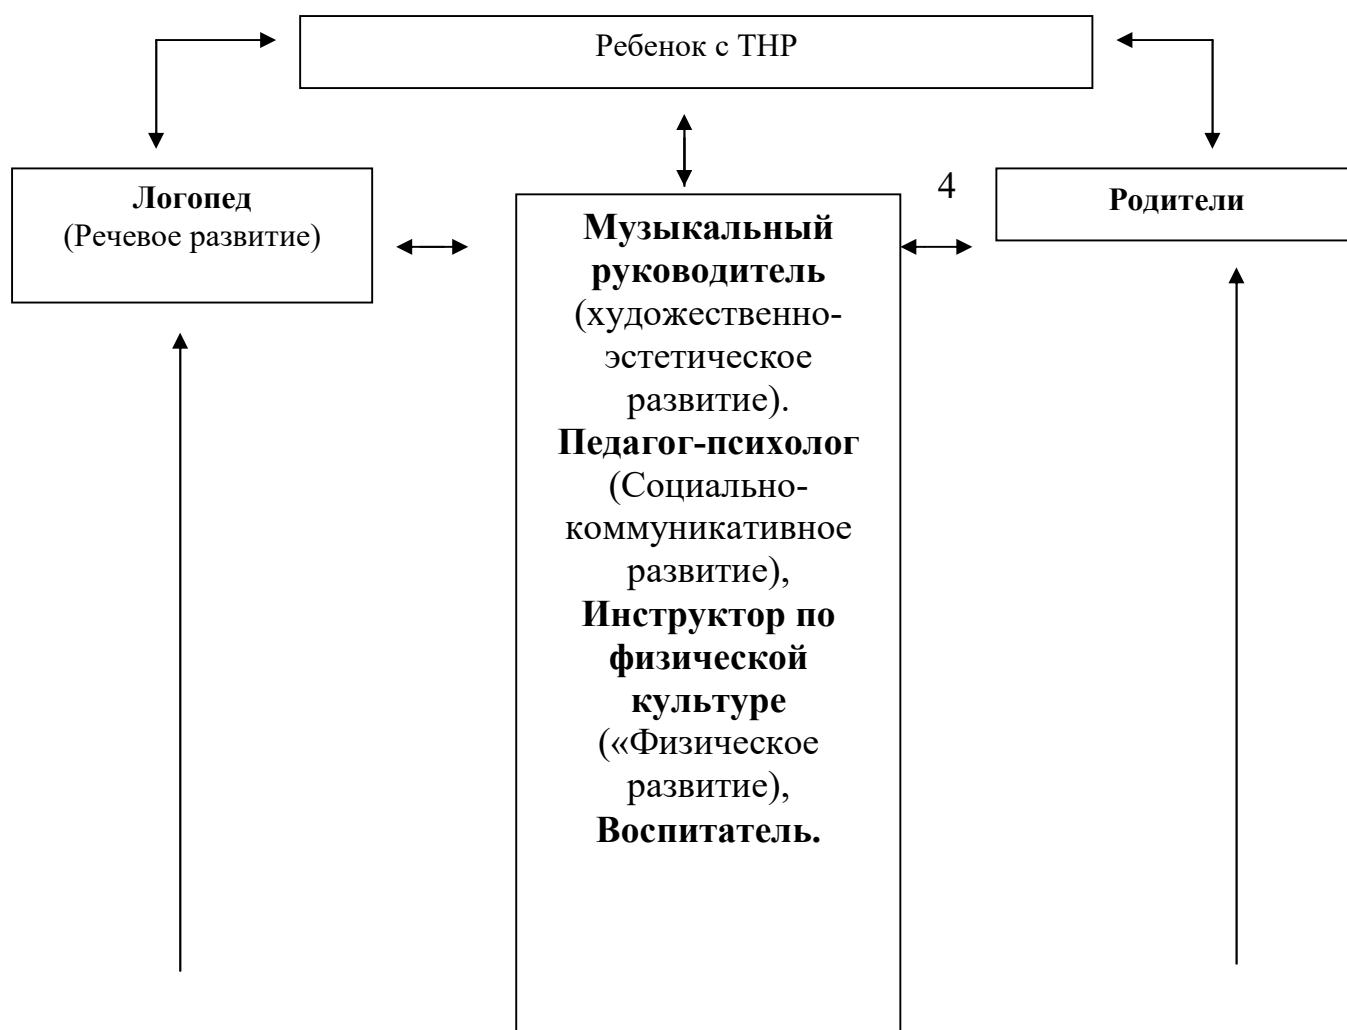 Ребенок с ТНР
Логопед
(Речевое развитие)
4
Родители
Музыкальный
руководитель
(художественно-
эстетическое
развитие).
Педагог-психолог
(Социально-
коммуникативное
развитие),
Инструктор по
физической
культуре
(«Физическое
развитие),
Воспитатель.